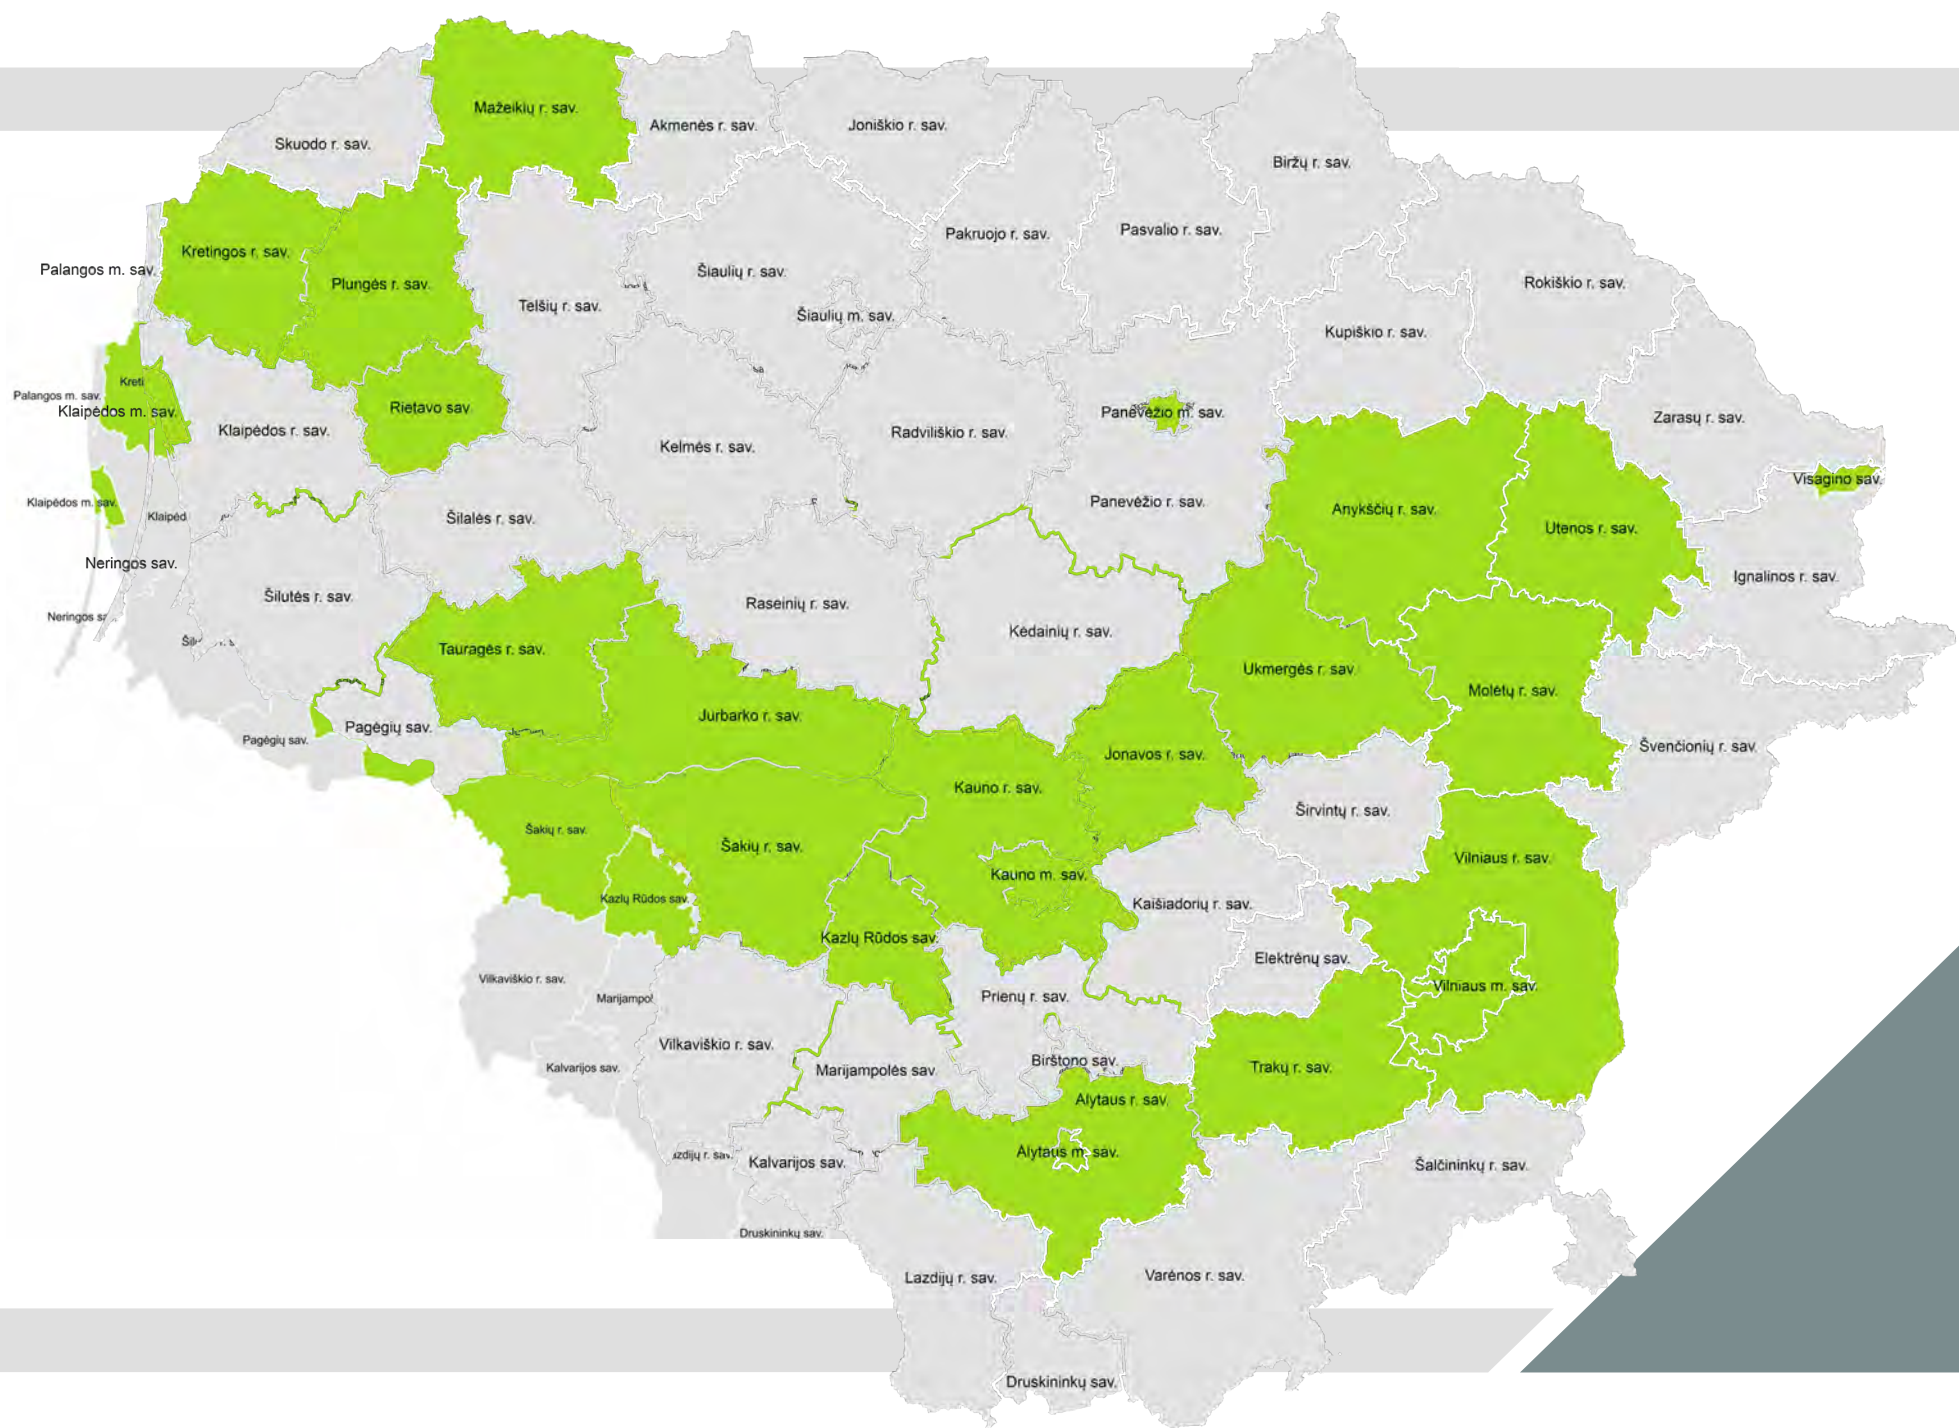 Mažeikių r. sav.
Akmenės r. sav.
Joniškio r. sav.
Skuodo r. sav.
Biržų r. sav.
Pakruojo r. sav.
Pasvalio r. sav.
Kretingos r. sav.
Palangos m. sav.
Plungės r. sav.
Šiaulių r. sav.
Telšių r. sav.
Šiaulių m. sav.
Rokiškio r. sav.
Kupiškio r. sav.
Kreti
Palangos m. sav.
Klaipėdos m. sav.
Rietavo sav.
Panevėžio m. sav.
Zarasų r. sav.
Klaipėdos r. sav.
Kelmės r. sav.
Radviliškio r. sav.
Visagino sav.
Klaipėdos m. sav.
Klaipėd
Šilalės r. sav.
Panevėžio r. sav.
Anykščių r. sav.
Utenos r. sav.
Neringos sav.
Ignalinos r. sav.
Šilutės r. sav.
Raseinių r. sav.
Neringos sa
Kėdainių r. sav.
Tauragės r. sav.
Ukmergės r. sav.
Molėtų r. sav.
Jurbarko r. sav.
Pagėgių sav.
Pagėgių sav.
Jonavos r. sav.
Švenčionių r. sav.
Kauno r. sav.
Širvintų r. sav.
Šakių r. sav.
Šakių r. sav.
Vilniaus r. sav.
Kauno m. sav.
Kazlų Rūdos sav.
Kaišiadorių r. sav.
Kazlų Rūdos sav.
Elektrėnų sav.
Vilkaviškio r. sav.
Vilniaus m. sav.
Marijampol
Prienų r. sav.
Vilkaviškio r. sav.
Birštono sav.
Kalvarijos sav.
Marijampolės sav.
Trakų r. sav.
Alytaus r. sav.
Alytaus m. sav.
azdijų r. sav.
Kalvarijos sav.
Šalčininkų r. sav.
Druskininkų sav.
Lazdijų r. sav.
Varėnos r. sav.
Druskininkų sav.